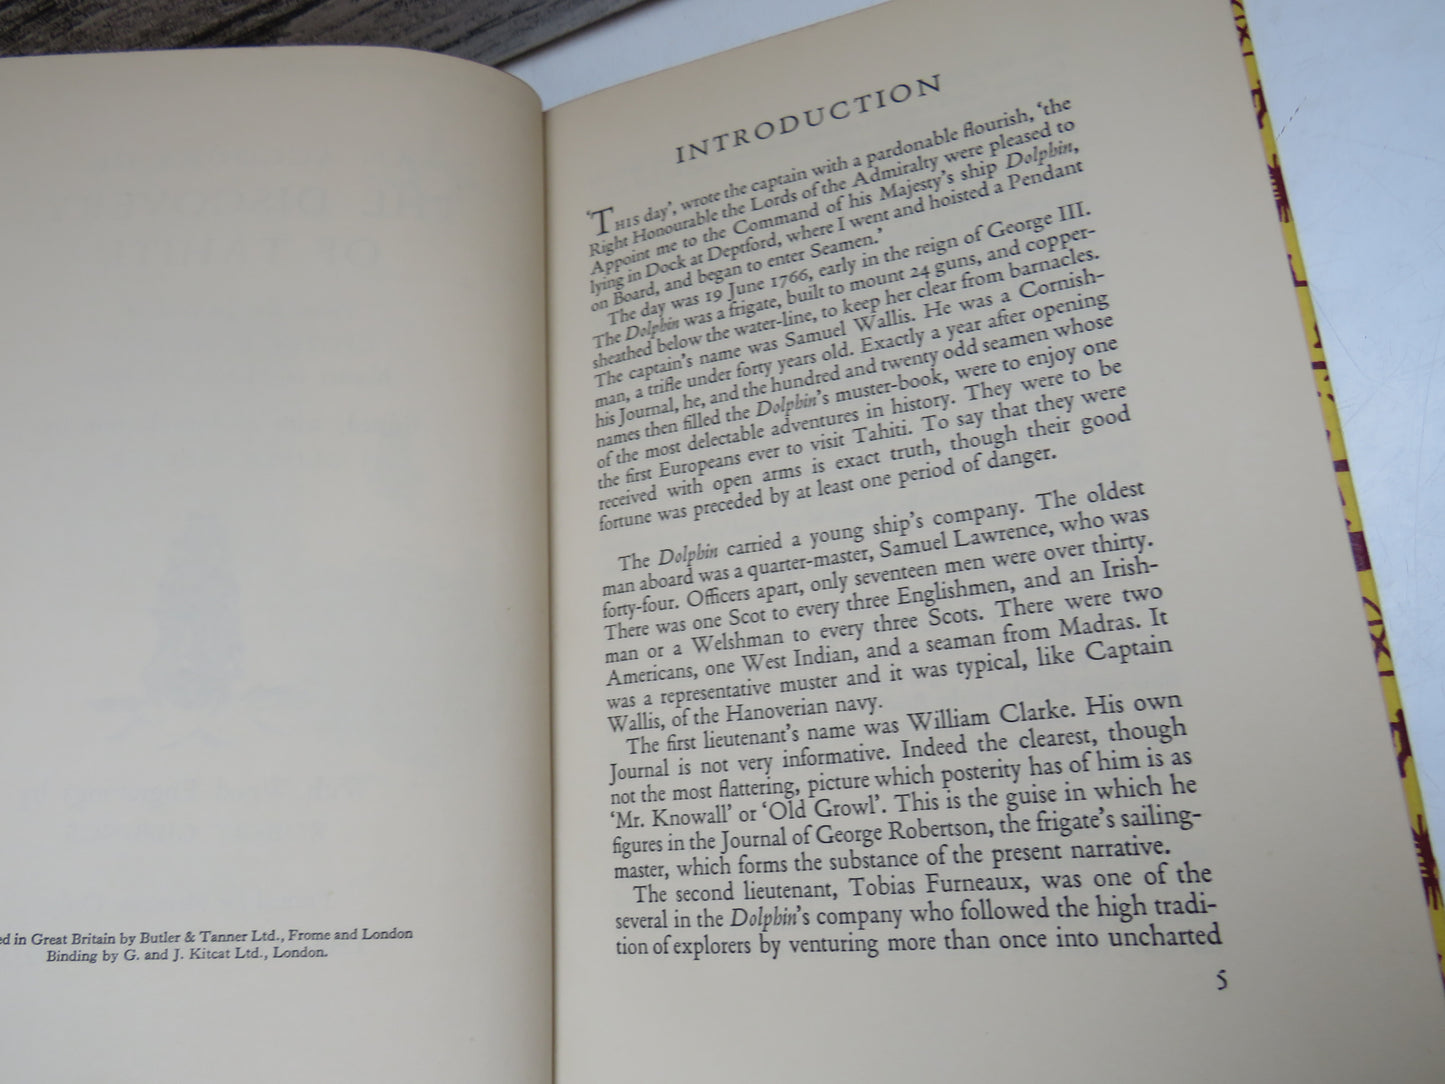 ed in Great Britain by Butler & Tanner Ltd., Frome and London
Binding by G. and J. Kitcat Ltd., London.
INTRODUCTION
'THIS day', wrote the captain with a pardonable flourish, 'the
Right Honourable the Lords of the Admiralty were pleased to
Appoint me to the Command of his Majesty's ship Dolphin,
lying in Dock at Deptford, where I went and hoisted a Pendant
on Board, and began to enter Seamen.'
The day was 19 June 1766, early in the reign of George III.
The Dolphin was a frigate, built to mount 24 guns, and copper-
sheathed below the water-line, to keep her clear from barnacles.
The captain's name was Samuel Wallis. He was a Cornish-
man, a trifle under forty years old. Exactly a year after opening
his Journal, he, and the hundred and twenty odd seamen whose
names then filled the Dolphin's muster-book, were to enjoy one
of the most delectable adventures in history. They were to be
the first Europeans ever to visit Tahiti. To say that they were
received with open arms is exact truth, though their good
fortune was preceded by at least one period of danger.
The Dolphin carried a young ship's company. The oldest
man aboard was a quarter-master, Samuel Lawrence, who was
forty-four. Officers apart, only seventeen men were over thirty.
There was one Scot to every three Englishmen, and an Irish-
man or a Welshman to every three Scots. There were two
Americans, one West Indian, and a seaman from Madras. It
was a representative muster and it was typical, like Captain
Wallis, of the Hanoverian navy.
The first lieutenant's name was William Clarke. His own
Journal is not very informative. Indeed the clearest, though
not the most flattering, picture which posterity has of him is as
'Mr. Knowall' or 'Old Growl'. This is the guise in which he
figures in the Journal of George Robertson, the frigate's sailing-
master, which forms the substance of the present narrative.
The second lieutenant, Tobias Furneaux, was one of the
several in the Dolphin's company who followed the high tradi-
tion of explorers by venturing more than once into uncharted
5